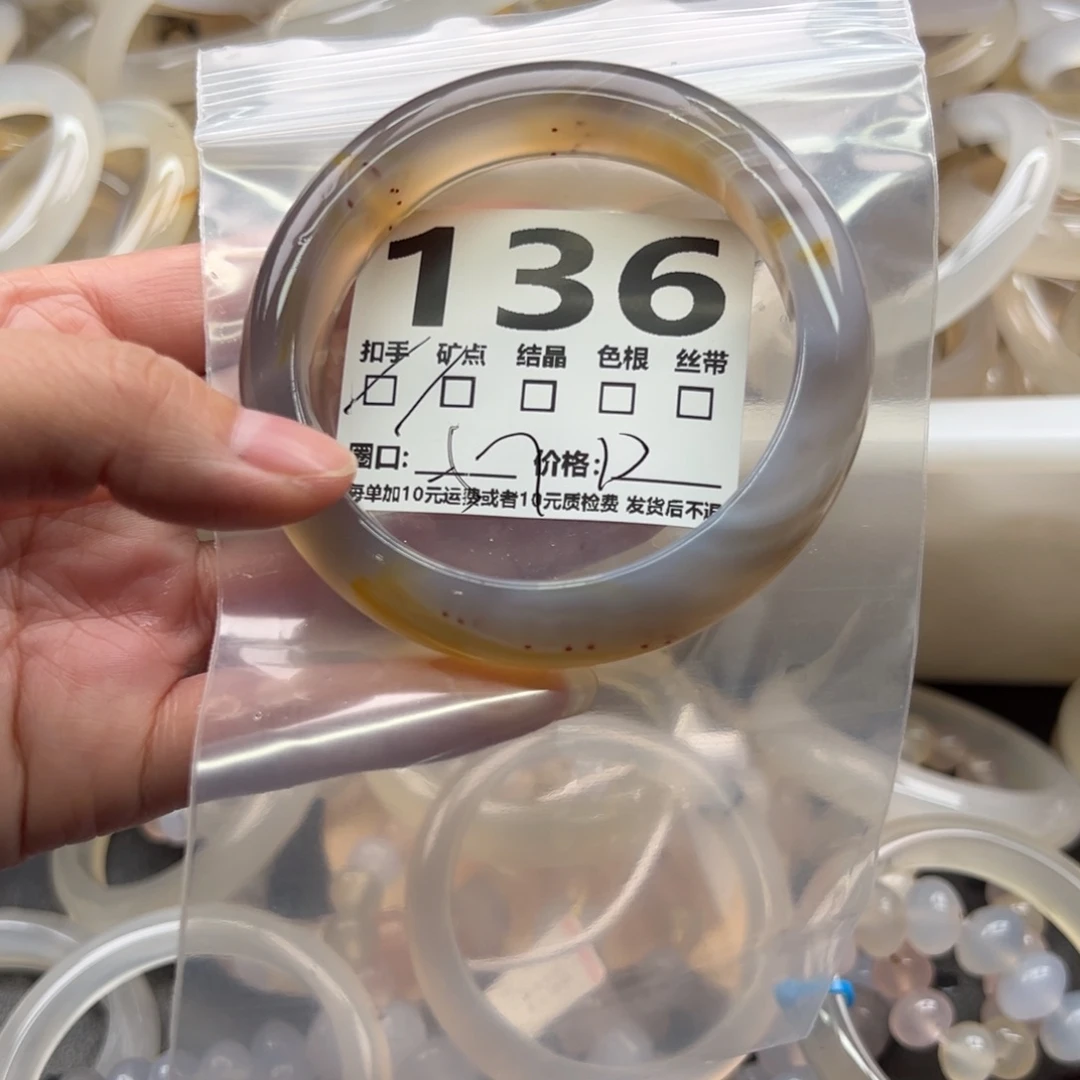 136
扣手 矿点 结晶 色根 丝带
圈口: 价格: 12
每单加10元运费或者10元质检费 发货后不退